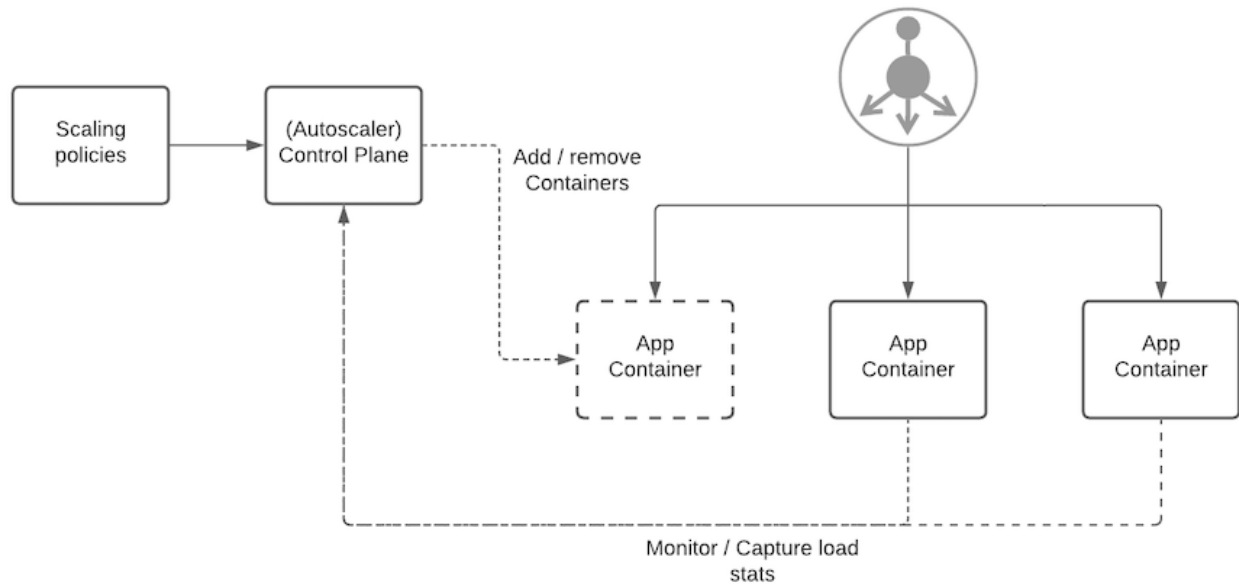 Scaling
policies
(Autoscaler)
Control Plane
Add / remove
Containers
App
Container
App
Container
App
Container
Monitor / Capture load
stats